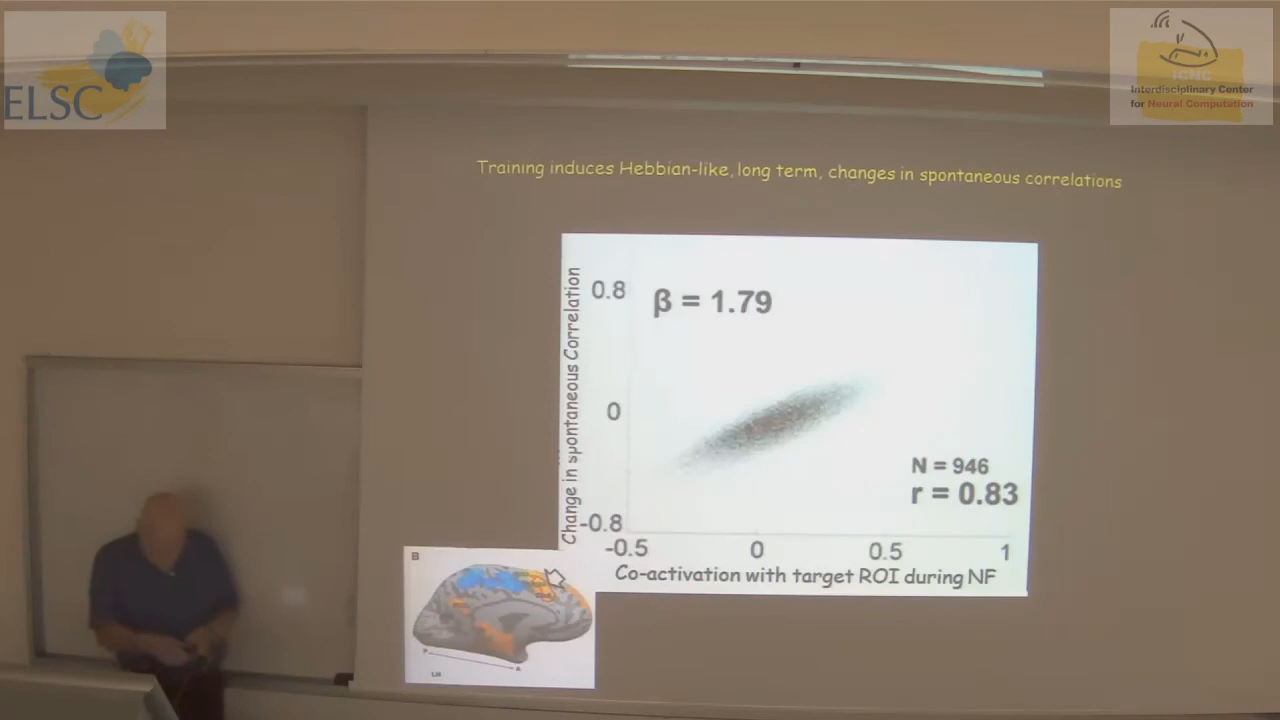 ELSC
ICNC
Interdisciplinary Center
for Neural Computation
Training induces Hebbian-like, long term, changes in spontaneous correlations
Change in spontaneous Correlation
0.8
0
-0.8
β = 1.79
N = 946
r = 0.83
-0.5 0 0.5 1
Co-activation with target ROI during NF
B
P
A
LH